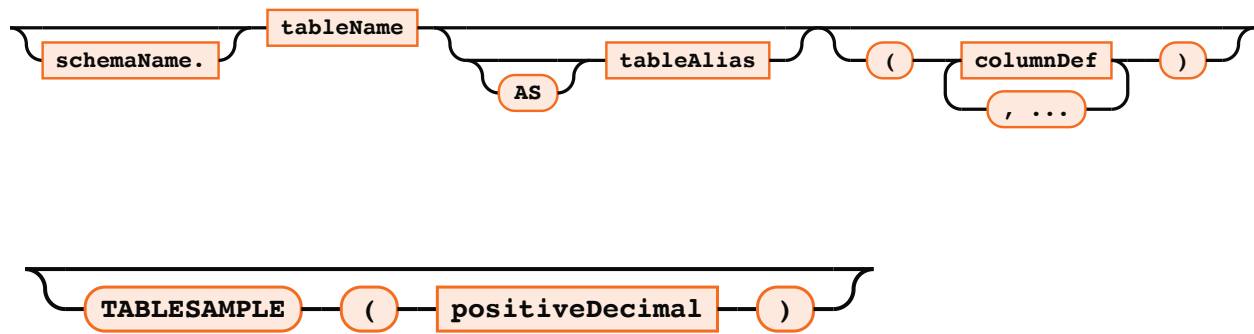 tableName
schemaName. tableAlias ( columnDef )
AS , ...
TABLESAMPLE ( positiveDecimal )